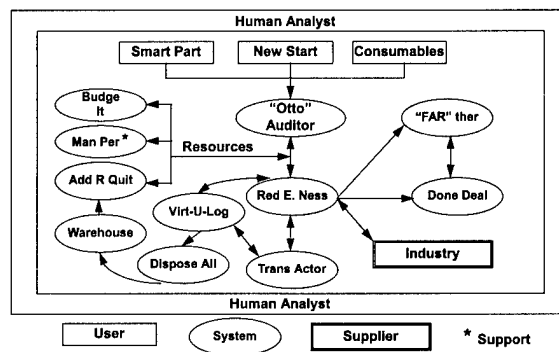 Human Analyst
Smart Part
New Start
Consumables
Budge
It
"Otto"
Auditor
"FAR" ther
Man Per *
Resources
Add R Quit
Red E. Ness
Done Deal
Virt-U-Log
Warehouse
Dispose All
Trans Actor
Industry
Human Analyst
User
System
Supplier
* Support